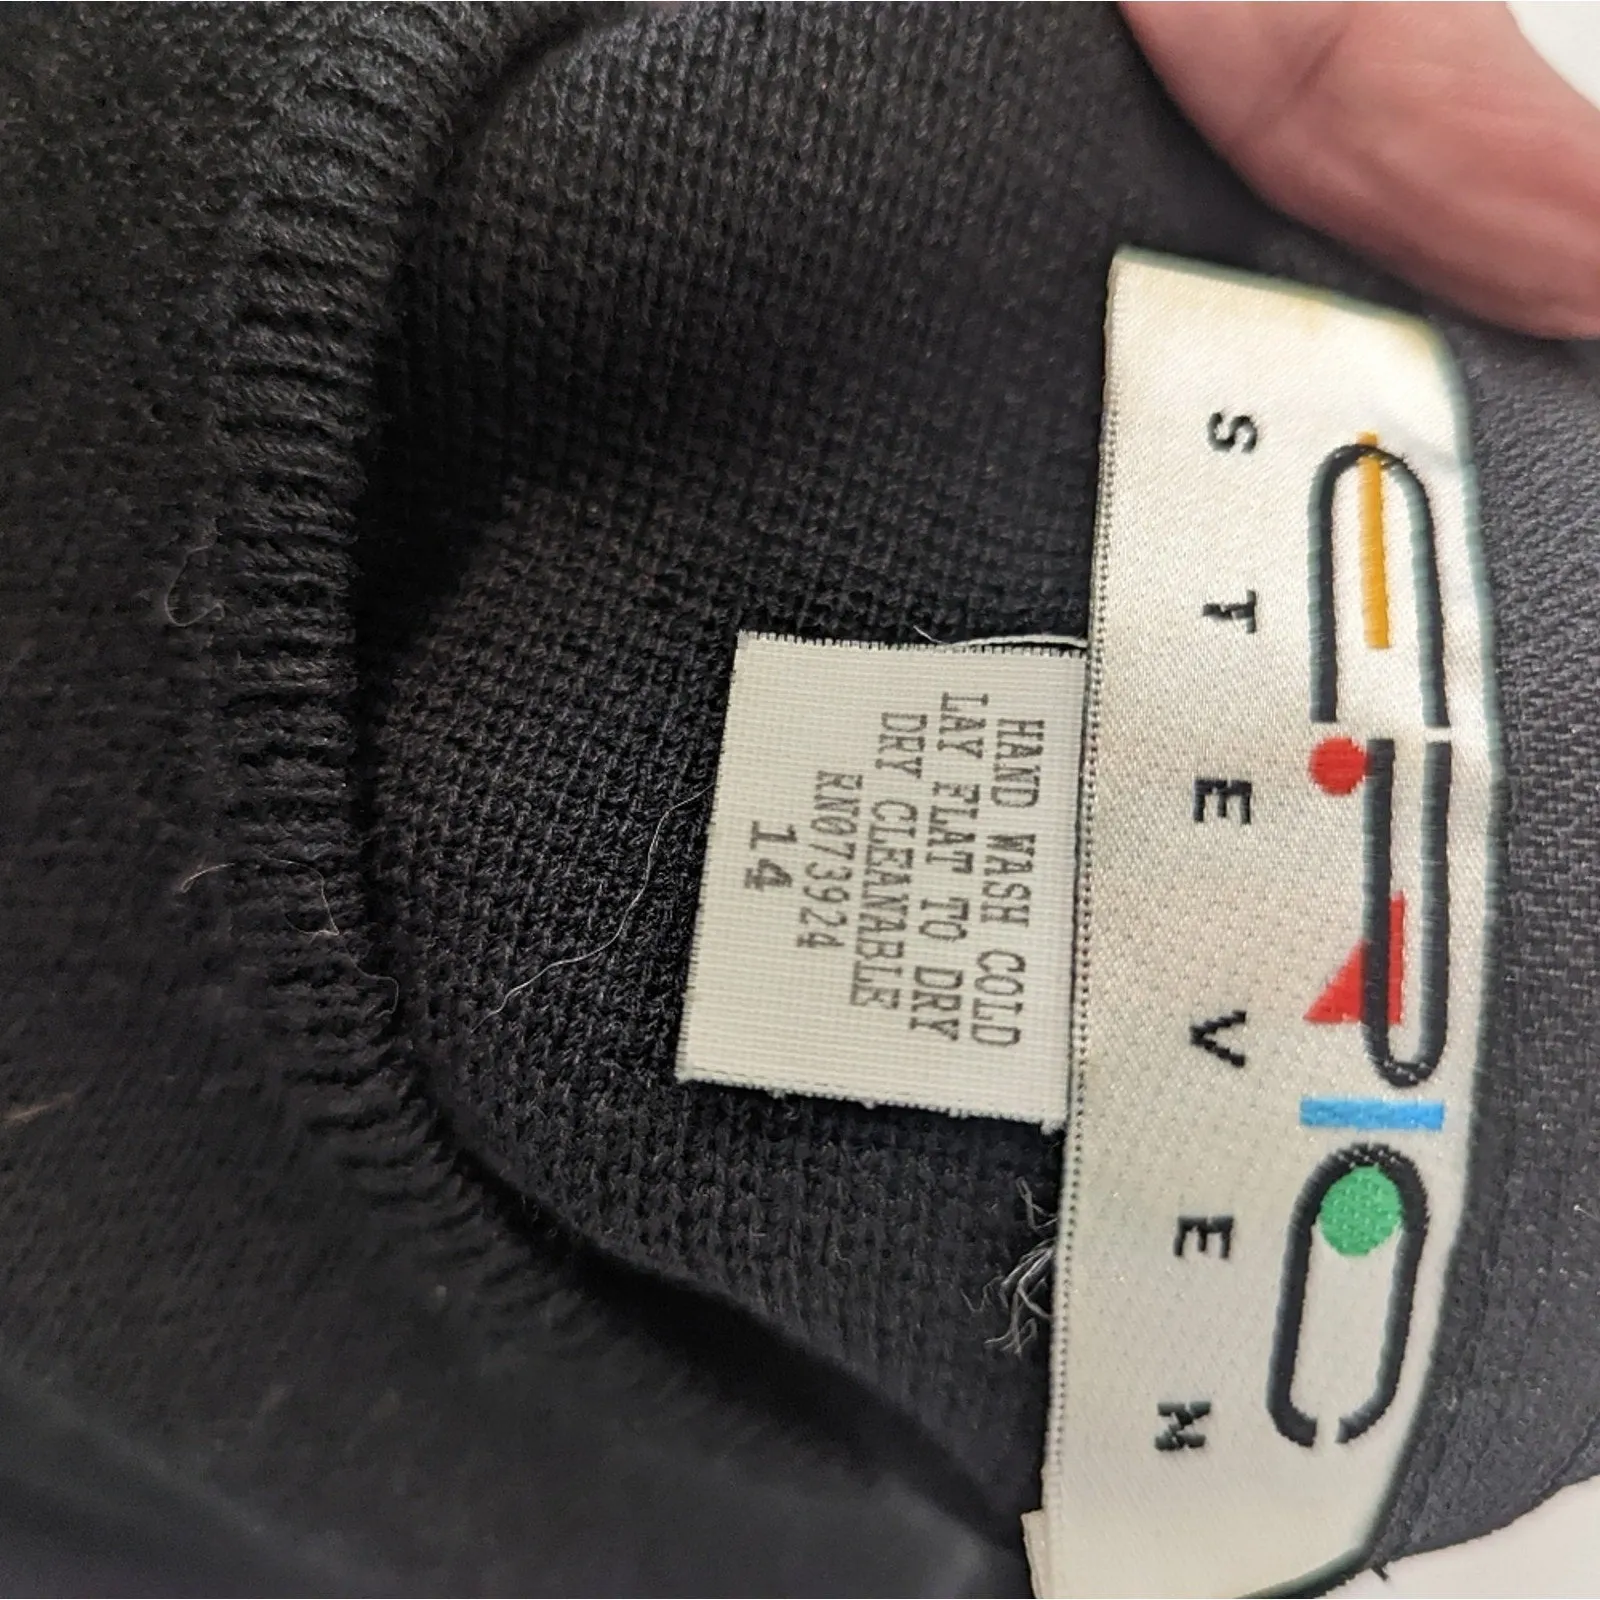 STEVEN
HAND WASH COLD
LAY FLAT TO DRY
DRY CLEANABLE
RN073924
14